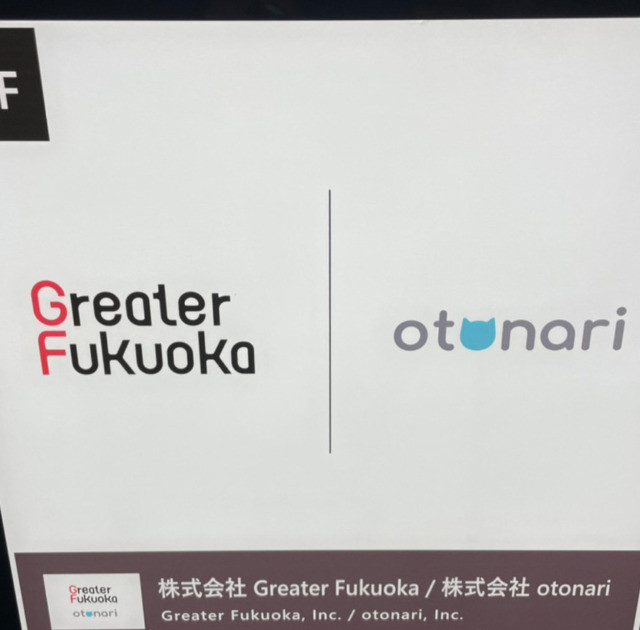 F
Greater
Fukuoka
otonari
Greater
Fukuoka
otonari
株式会社 Greater Fukuoka / 株式会社 otonari
Greater Fukuoka, Inc. / otonari, Inc.